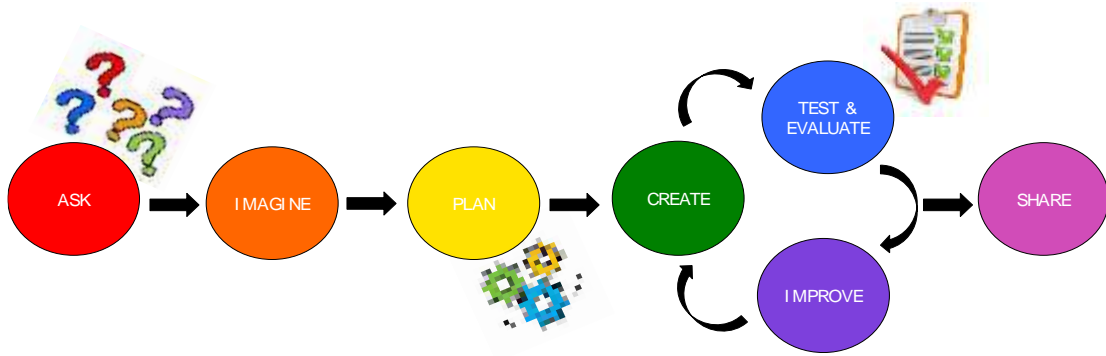 ASK
IMAGINE
PLAN
CREATE
TEST &
EVALUATE
IMPROVE
SHARE